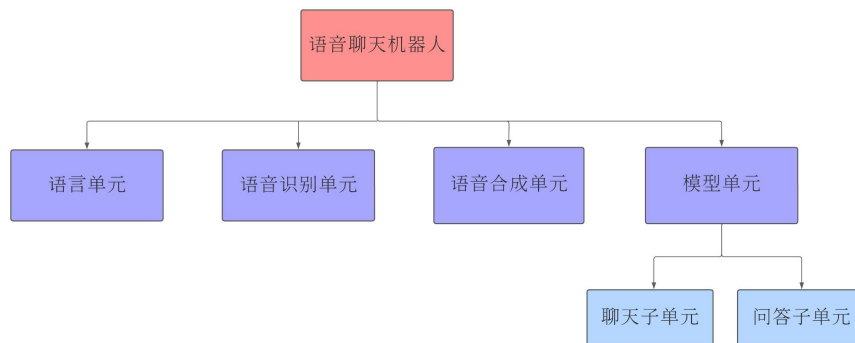 语音聊天机器人
语言单元
语音识别单元
语音合成单元
模型单元
聊天子单元
问答子单元